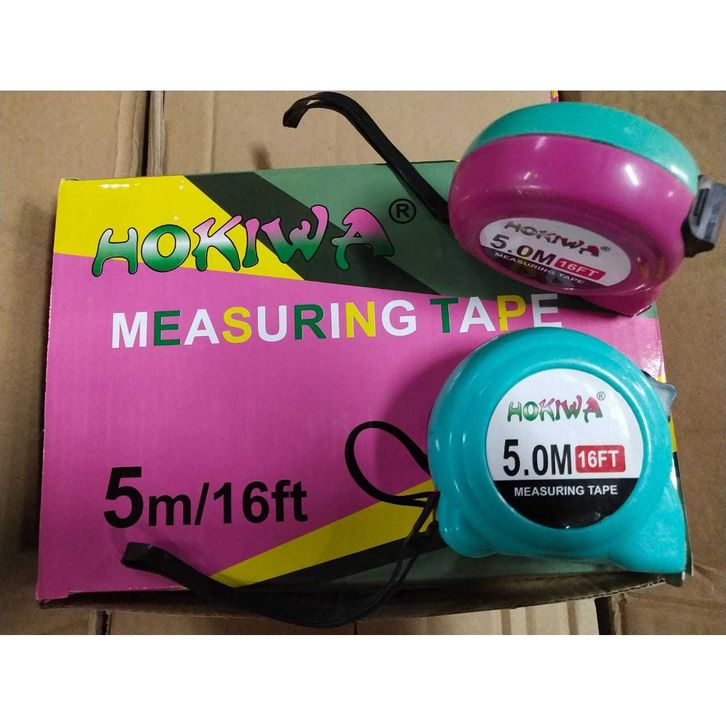 HOKIWA®
MEASURING TAPE
5m/16ft
HOKIWA®
5.0M 16FT
MEASURING TAPE
HOKIWA®
5.0M 16FT
MEASURING TAPE